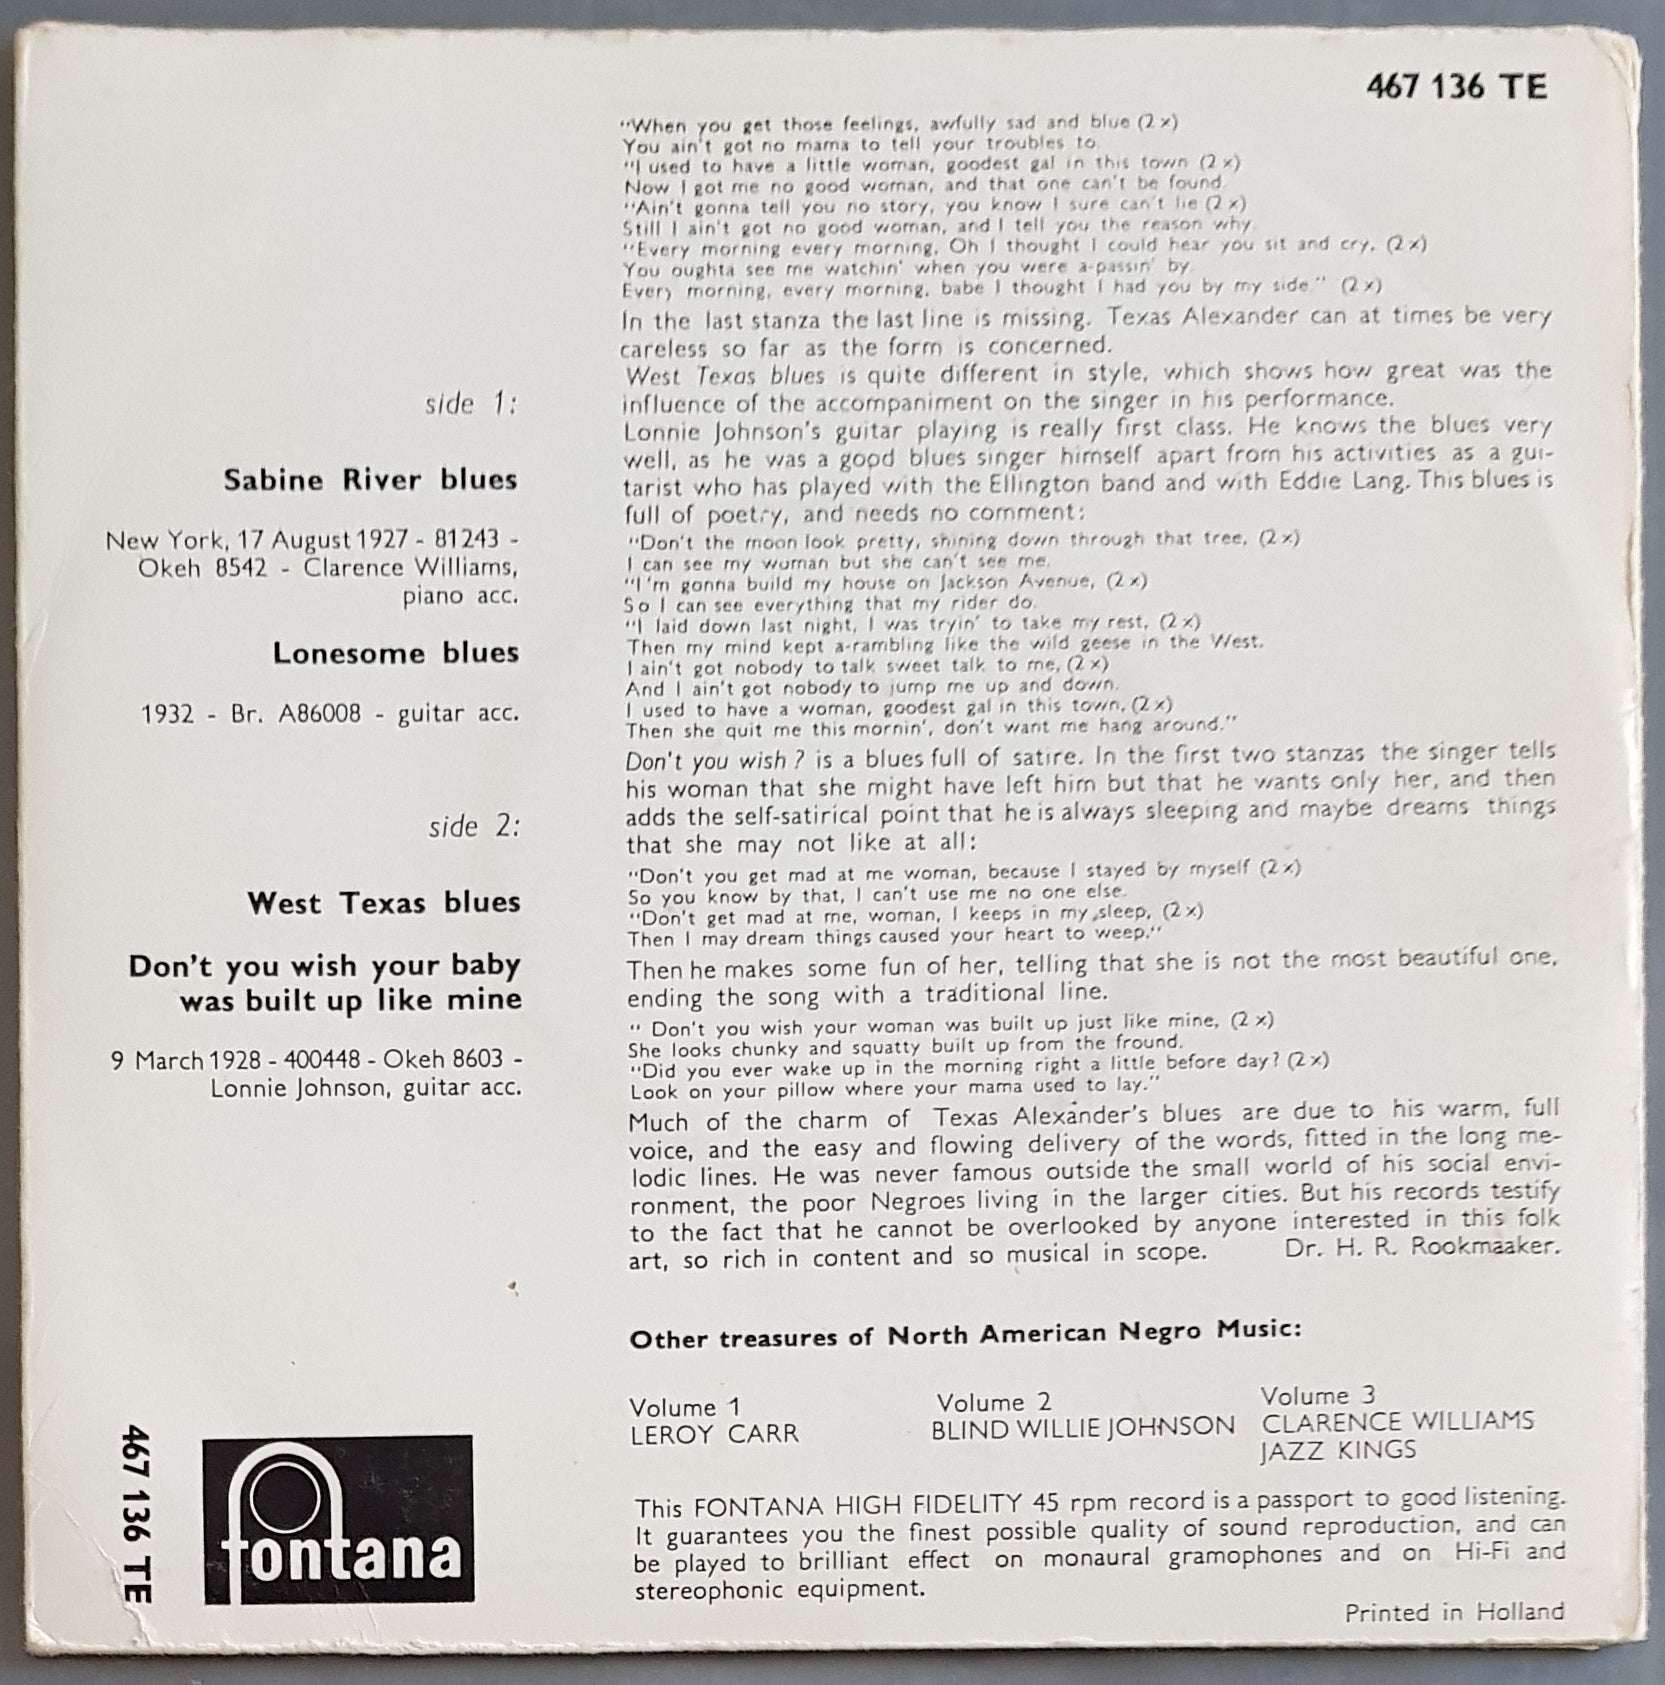 467 136 TE
"When you get those feelings, awfully sad and blue (2 x)
You ain't got no mama to tell your troubles to.
"I used to have a little woman, goodest gal in this town (2 x)
Now I got me no good woman, and that one can't be found.
"Ain't gonna tell you no story, you know I sure can't lie (2 x)
Still I ain't got no good woman, and I tell you the reason why.
"Every morning every morning, Oh I thought I could hear you sit and cry, (2 x)
You oughta see me watchin' when you were a-passin' by.
Every morning, every morning, babe I thought I had you by my side." (2 x)
In the last stanza the last line is missing. Texas Alexander can at times be very
careless so far as the form is concerned.
West Texas blues is quite different in style, which shows how great was the
influence of the accompaniment on the singer in his performance.
Lonnie Johnson's guitar playing is really first class. He knows the blues very
well, as he was a good blues singer himself apart from his activities as a gui-
tarist who has played with the Ellington band and with Eddie Lang. This blues is
full of poetry, and needs no comment:
"Don't the moon look pretty, shining down through that tree, (2 x)
I can see my woman but she can't see me.
"I'm gonna build my house on Jackson Avenue, (2 x)
So I can see everything that my rider do.
"I laid down last night, I was tryin' to take my rest, (2 x)
Then my mind kept a-rambling like the wild geese in the West.
I ain't got nobody to talk sweet talk to me, (2 x)
And I ain't got nobody to jump me up and down.
I used to have a woman, goodest gal in this town, (2 x)
Then she quit me this mornin', don't want me hang around."
Don't you wish? is a blues full of satire. In the first two stanzas the singer tells
his woman that she might have left him but that he wants only her, and then
adds the self-satirical point that he is always sleeping and maybe dreams things
that she may not like at all:
"Don't you get mad at me woman, because I stayed by myself (2 x)
So you know by that, I can't use me no one else.
"Don't get mad at me, woman, I keeps in my sleep, (2 x)
Then I may dream things caused your heart to weep."
Then he makes some fun of her, telling that she is not the most beautiful one,
ending the song with a traditional line.
" Don't you wish your woman was built up just like mine, (2 x)
She looks chunky and squatty built up from the fround.
"Did you ever wake up in the morning right a little before day? (2 x)
Look on your pillow where your mama used to lay."
Much of the charm of Texas Alexander's blues are due to his warm, full
voice, and the easy and flowing delivery of the words, fitted in the long me-
lodic lines. He was never famous outside the small world of his social envi-
ronment, the poor Negroes living in the larger cities. But his records testify
to the fact that he cannot be overlooked by anyone interested in this folk
art, so rich in content and so musical in scope. Dr. H. R. Rookmaaker.
side 1:
Sabine River blues
New York, 17 August 1927 - 81243 -
Okeh 8542 - Clarence Williams,
piano acc.
Lonesome blues
1932 - Br. A86008 - guitar acc.
side 2:
West Texas blues
Don't you wish your baby
was built up like mine
9 March 1928 - 400448 - Okeh 8603 -
Lonnie Johnson, guitar acc.
Other treasures of North American Negro Music:
Volume 1
LEROY CARR
Volume 2
BLIND WILLIE JOHNSON
Volume 3
CLARENCE WILLIAMS
JAZZ KINGS
This FONTANA HIGH FIDELITY 45 rpm record is a passport to good listening.
It guarantees you the finest possible quality of sound reproduction, and can
be played to brilliant effect on monaural gramophones and on Hi-Fi and
stereophonic equipment.
Printed in Holland
467 136 TE
fontana